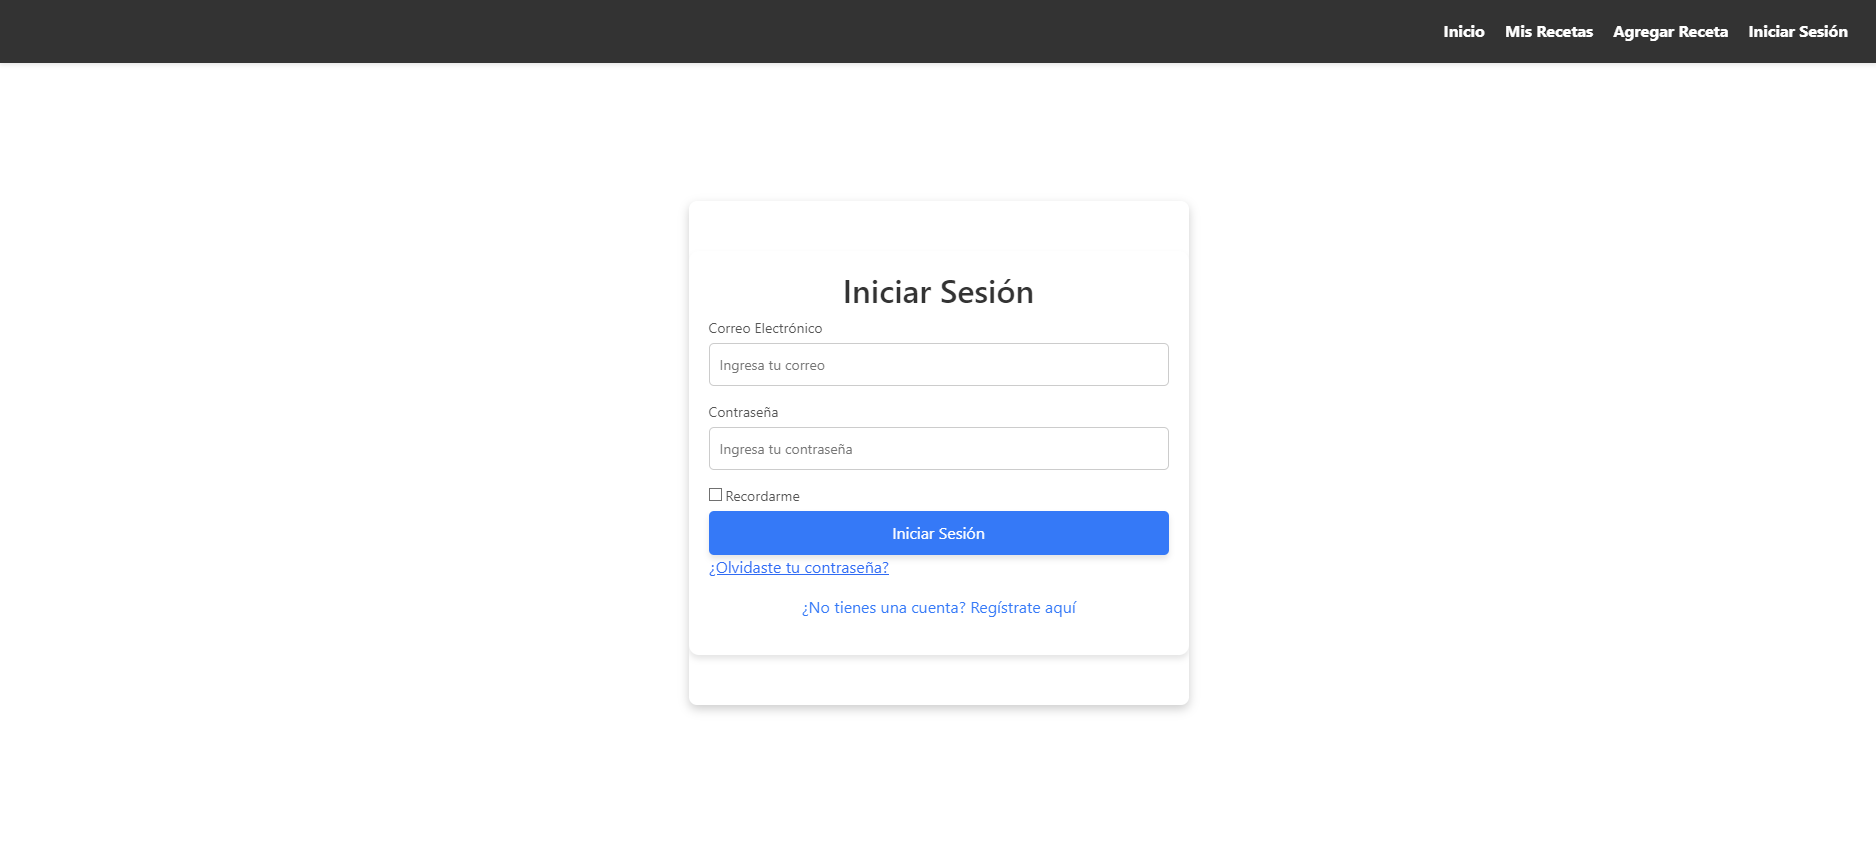 Inicio Mis Recetas Agregar Receta Iniciar Sesión
Iniciar Sesión
Correo Electrónico
Ingresa tu correo
Contraseña
Ingresa tu contraseña
Recordarme
Iniciar Sesión
¿Olvidaste tu contraseña?
¿No tienes una cuenta? Regístrate aquí